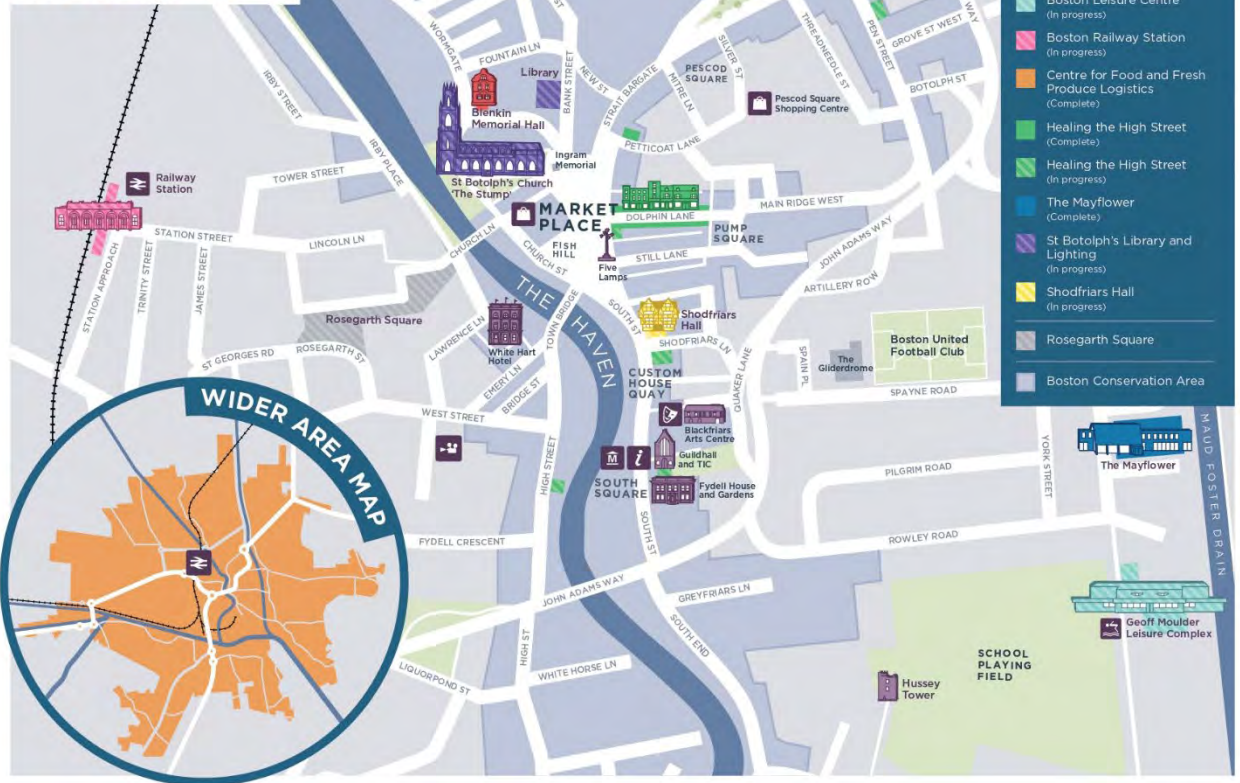 WORMGATE
FOUNTAIN LN
Library
BANK STREET
NEW ST
STRAIT BARGATE
MITRE LN
SILVER ST
PESCOD
SQUARE
THREADNEEDLE ST
PEN STREET
GROVE ST WEST
WAY
BOTOLPH ST
Pescod Square
Shopping Centre
IRBY STREET
IRBY PLACE
Blenkin
Memorial Hall
PETTICOAT LANE
Ingram
Memorial
St Botolph's Church
'The Stump'
Railway
Station
TOWER STREET
MARKET
PLACE
DOLPHIN LANE
MAIN RIDGE WEST
PUMP
SQUARE
STATION STREET
LINCOLN LN
CHURCH LN
FISH
HILL
CHURCH ST
Five
Lamps
STILL LANE
JOHN ADAMS WAY
ARTILLERY ROW
STATION APPROACH
TRINITY STREET
JAMES STREET
THE HAVEN
TOWN BRIDGE
SOUTH ST
Shodfriars
Hall
SHODFRIARS LN
Rosegarth Square
LAWRENCE LN
White Hart
Hotel
ST GEORGES RD
ROSEGARTH ST
EMERY LN
BRIDGE ST
WEST STREET
CUSTOM
HOUSE
QUAY
QUAKER LANE
SPAIN PL
The
Gliderdrome
Boston United
Football Club
SPAYNE ROAD
Blackfriars
Arts Centre
M
i
Guildhall
and TIC
SOUTH
SQUARE
Fydell House
and Gardens
HIGH STREET
SOUTH ST
PILGRIM ROAD
YORK STREET
The Mayflower
MAUD FOSTER DRAIN
FYDELL CRESCENT
ROWLEY ROAD
JOHN ADAMS WAY
GREYFRIARS LN
SOUTH END
HIGH ST
WHITE HORSE LN
LIQUORPOND ST
Hussey
Tower
SCHOOL
PLAYING
FIELD
Geoff Moulder
Leisure Complex
WIDER AREA MAP
Boston Leisure Centre
(In progress)
Boston Railway Station
(In progress)
Centre for Food and Fresh
Produce Logistics
(Complete)
Healing the High Street
(Complete)
Healing the High Street
(In progress)
The Mayflower
(Complete)
St Botolph's Library and
Lighting
(In progress)
Shodfriars Hall
(In progress)
Rosegarth Square
Boston Conservation Area